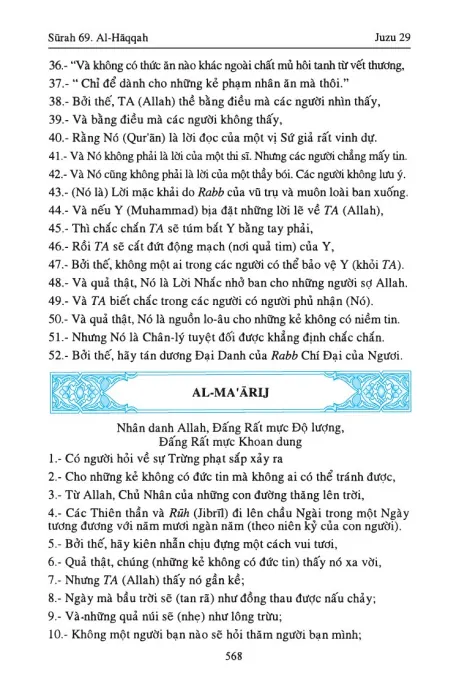 Sūrah 69. Al-Hāqqah Juzu 29
36.- “Và không có thức ăn nào khác ngoài chất mủ hôi tanh từ vết thương,
37.- “ Chỉ để dành cho những kẻ phạm nhân ăn mà thôi.”
38.- Bởi thế, TA (Allah) thề bằng điều mà các người nhìn thấy,
39.- Và bằng điều mà các người không thấy,
40.- Rằng Nó (Qur'ān) là lời đọc của một vị Sứ giả rất vinh dự.
41.- Và Nó không phải là lời của một thi sĩ. Nhưng các người chẳng mấy tin.
42.- Và Nó cũng không phải là lời của một thầy bói. Các người không lưu ý.
43.- (Nó là) Lời mặc khải do Rabb của vũ trụ và muôn loài ban xuống.
44.- Và nếu Y (Muhammad) bịa đặt những lời lẽ về TA (Allah),
45.- Thì chắc chắn TA sẽ túm bắt Y bằng tay phải,
46.- Rồi TA sẽ cắt đứt động mạch (nơi quả tim) của Y,
47.- Bởi thế, không một ai trong các người có thể bảo vệ Y (khỏi TA).
48.- Và quả thật, Nó là Lời Nhắc nhở ban cho những người sợ Allah.
49.- Và TA biết chắc trong các người có người phủ nhận (Nó).
50.- Và quả thật, Nó là nguồn lo-âu cho những kẻ không có niềm tin.
51.- Nhưng Nó là Chân-lý tuyệt đối được khẳng định chắc chắn.
52.- Bởi thế, hãy tán dương Đại Danh của Rabb Chí Đại của Ngươi.
AL-MA'ĀRIJ
Nhân danh Allah, Đấng Rất mực Độ lượng,
Đấng Rất mực Khoan dung
1.- Có người hỏi về sự Trừng phạt sắp xảy ra
2.- Cho những kẻ không có đức tin mà không ai có thể tránh được,
3.- Từ Allah, Chủ Nhân của những con đường thăng lên trời,
4.- Các Thiên thần và Rūh (Jibrīl) đi lên chầu Ngài trong một Ngày
tương đương với năm mươi ngàn năm (theo niên kỷ của con người).
5.- Bởi thế, hãy kiên nhẫn chịu đựng một cách vui tươi,
6.- Quả thật, chúng (những kẻ không có đức tin) thấy nó xa vời,
7.- Nhưng TA (Allah) thấy nó gần kề;
8.- Ngày mà bầu trời sẽ (tan rã) như đồng thau được nấu chảy;
9.- Và-những quả núi sẽ (nhẹ) như lông trừu;
10.- Không một người bạn nào sẽ hỏi thăm người bạn mình;
568